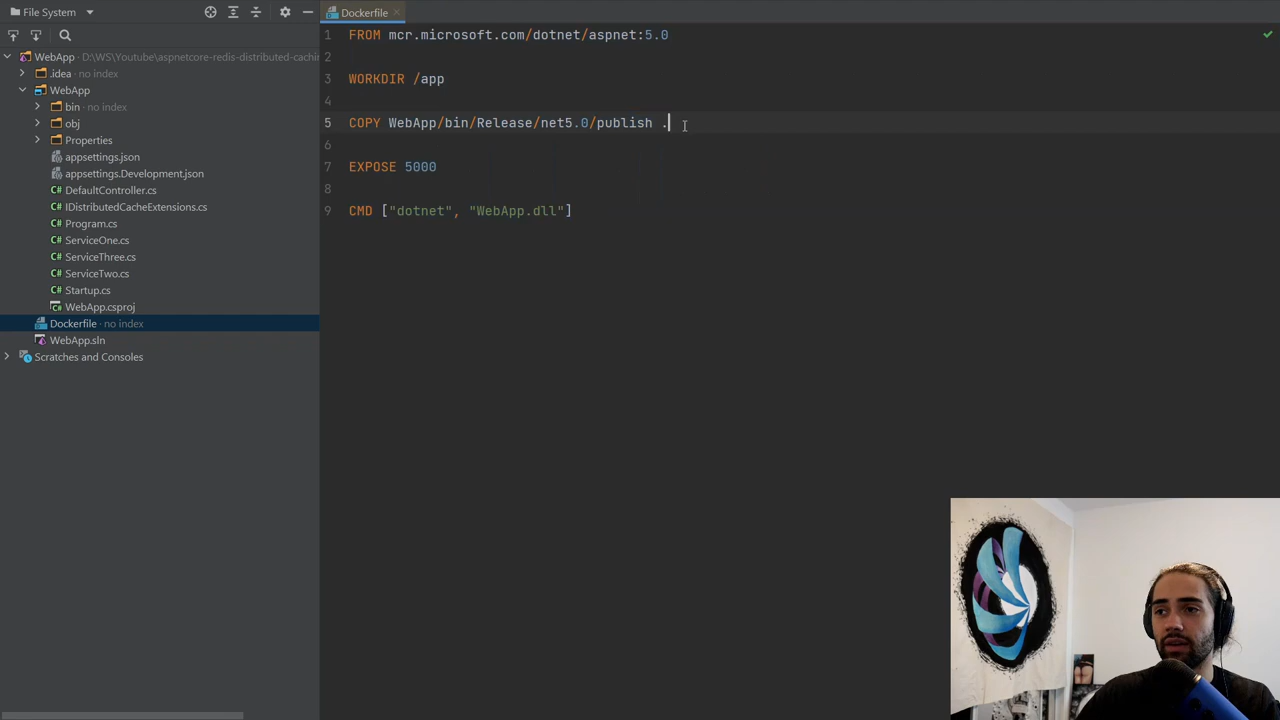 File System
Dockerfile
WebApp D:\WS\Youtube\aspnetcore-redis-distributed-cachin
.idea no index
WebApp
bin no index
obj
Properties
appsettings.json
appsettings.Development.json
C# DefaultController.cs
C# IDistributedCacheExtensions.cs
C# Program.cs
C# ServiceOne.cs
C# ServiceThree.cs
C# ServiceTwo.cs
C# Startup.cs
WebApp.csproj
Dockerfile no index
WebApp.sln
Scratches and Consoles
1 FROM mcr.microsoft.com/dotnet/aspnet:5.0
2
3 WORKDIR /app
4
5 COPY WebApp/bin/Release/net5.0/publish .
6
7 EXPOSE 5000
8
9 CMD ["dotnet", "WebApp.dll"]